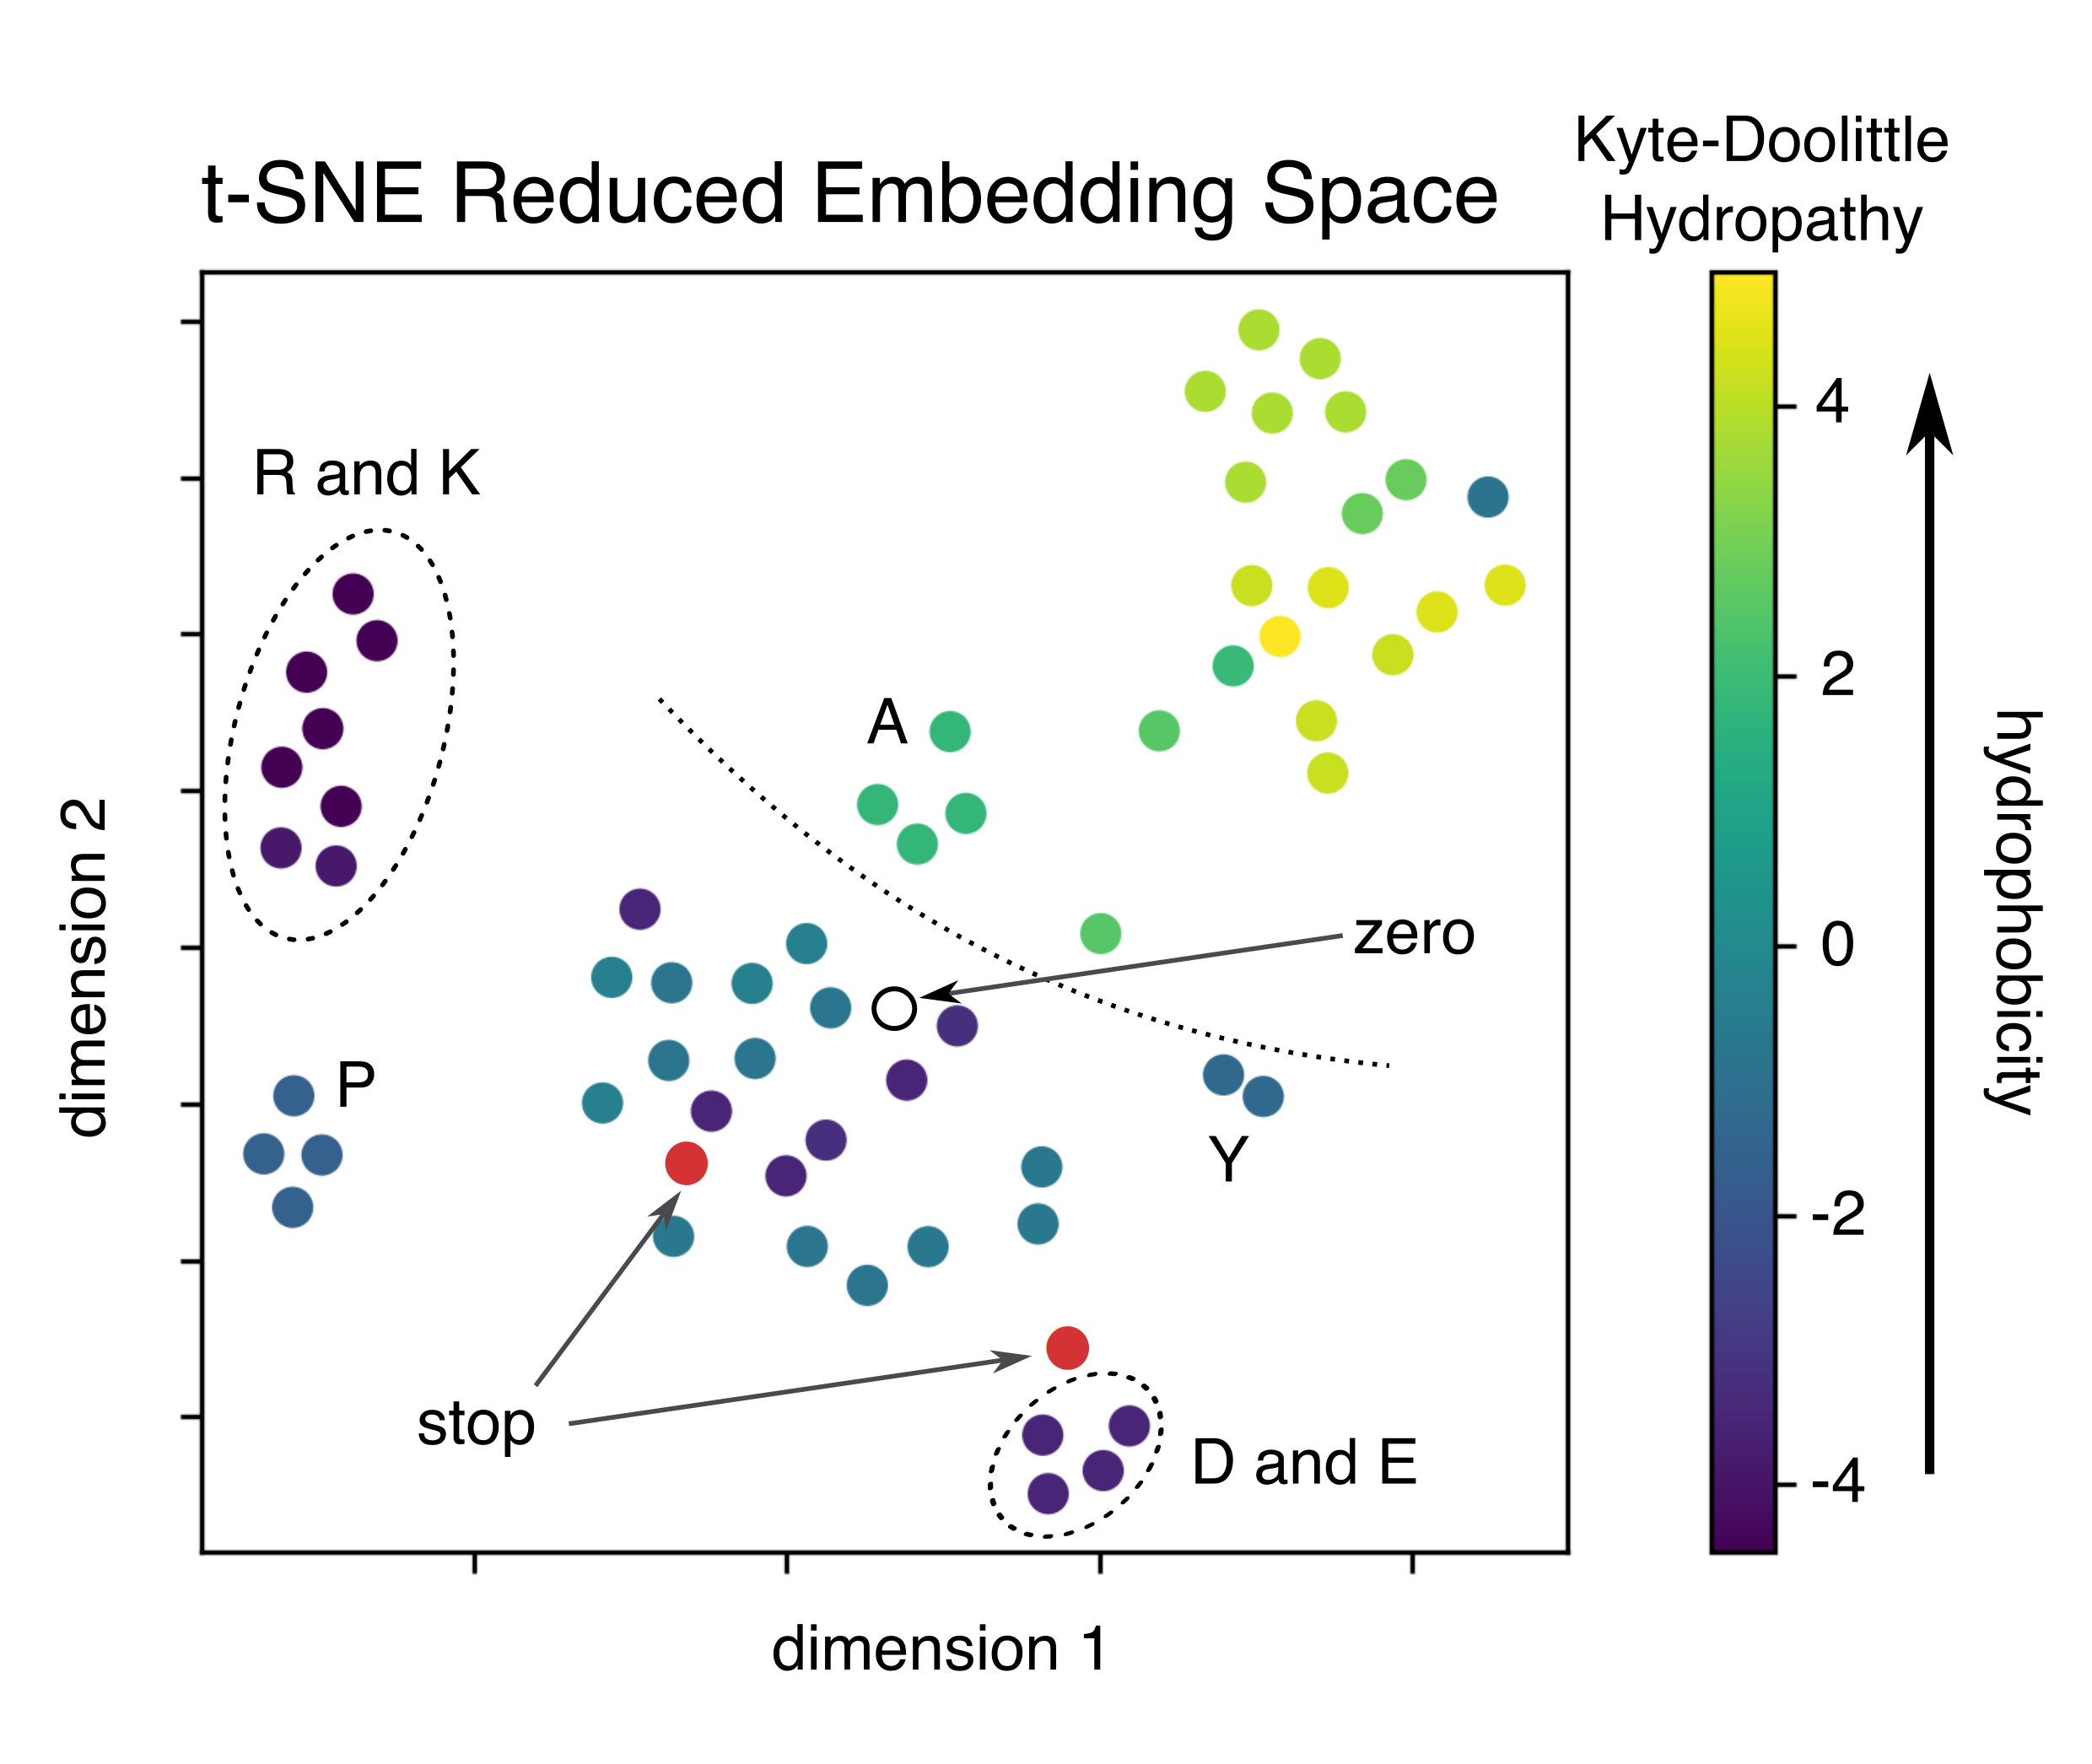 Kyte-Doolittle
Hydropathy
t-SNE Reduced Embedding Space
R and K
A
zero
P
Y
stop
D and E
dimension 2
dimension 1
4
2
0
-2
-4
hydrophobicity